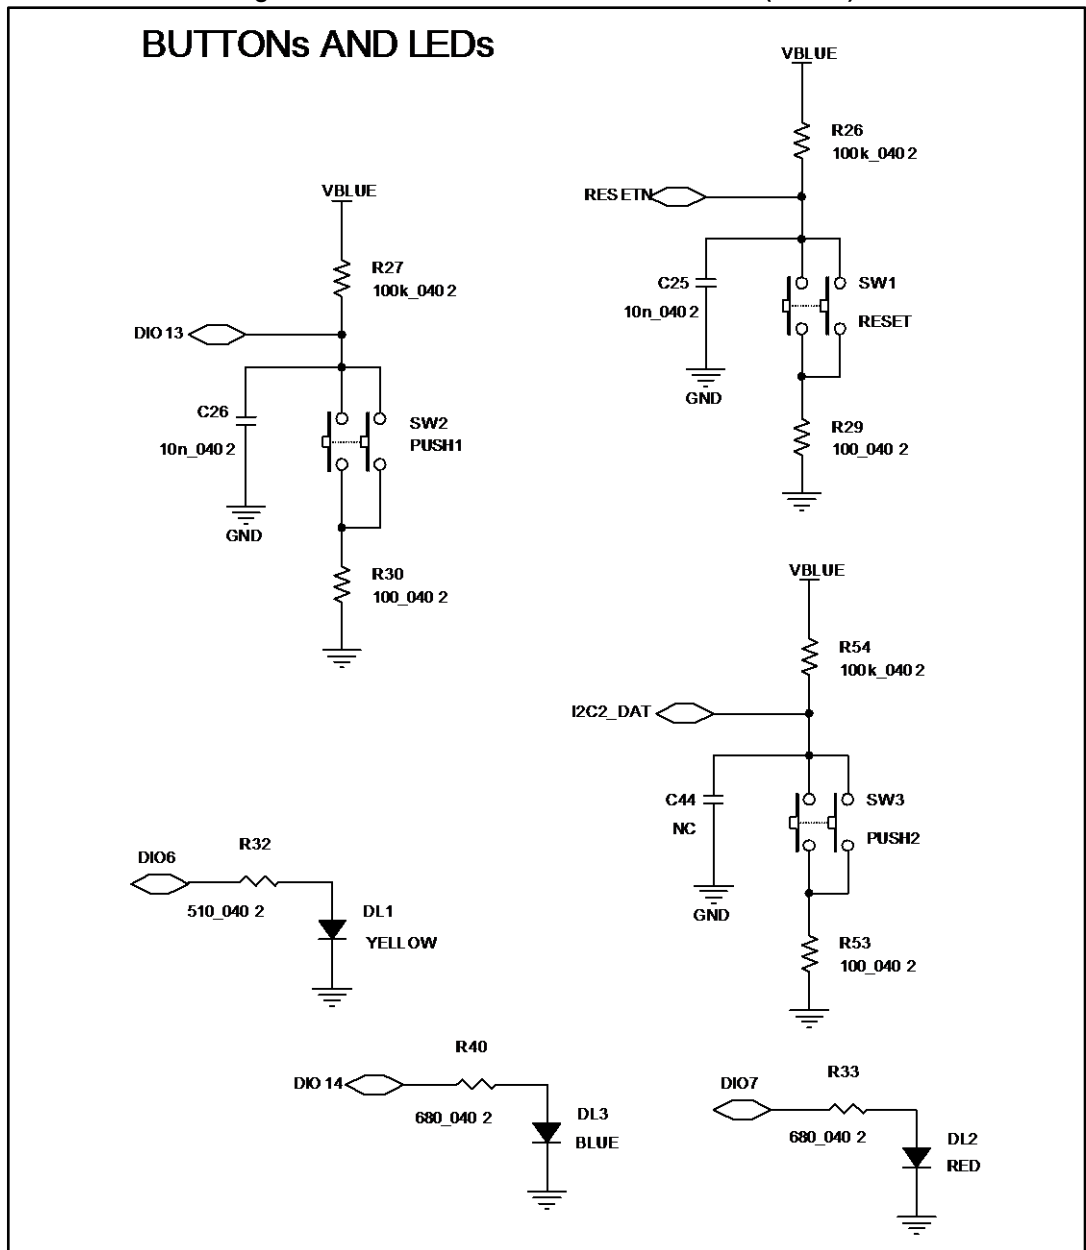 BUTTONs AND LEDs
VBLUE
R26
100k_0402
RESETN
C25
10n_0402
SW1
RESET
GND
R29
100_0402
VBLUE
R27
100k_0402
DIO13
C26
10n_0402
SW2
PUSH1
GND
R30
100_0402
VBLUE
R54
100k_0402
I2C2_DAT
C44
NC
SW3
PUSH2
GND
R53
100_0402
DIO6
R32
510_0402
DL1
YELLOW
DIO14
R40
680_0402
DL3
BLUE
DIO7
R33
680_0402
DL2
RED